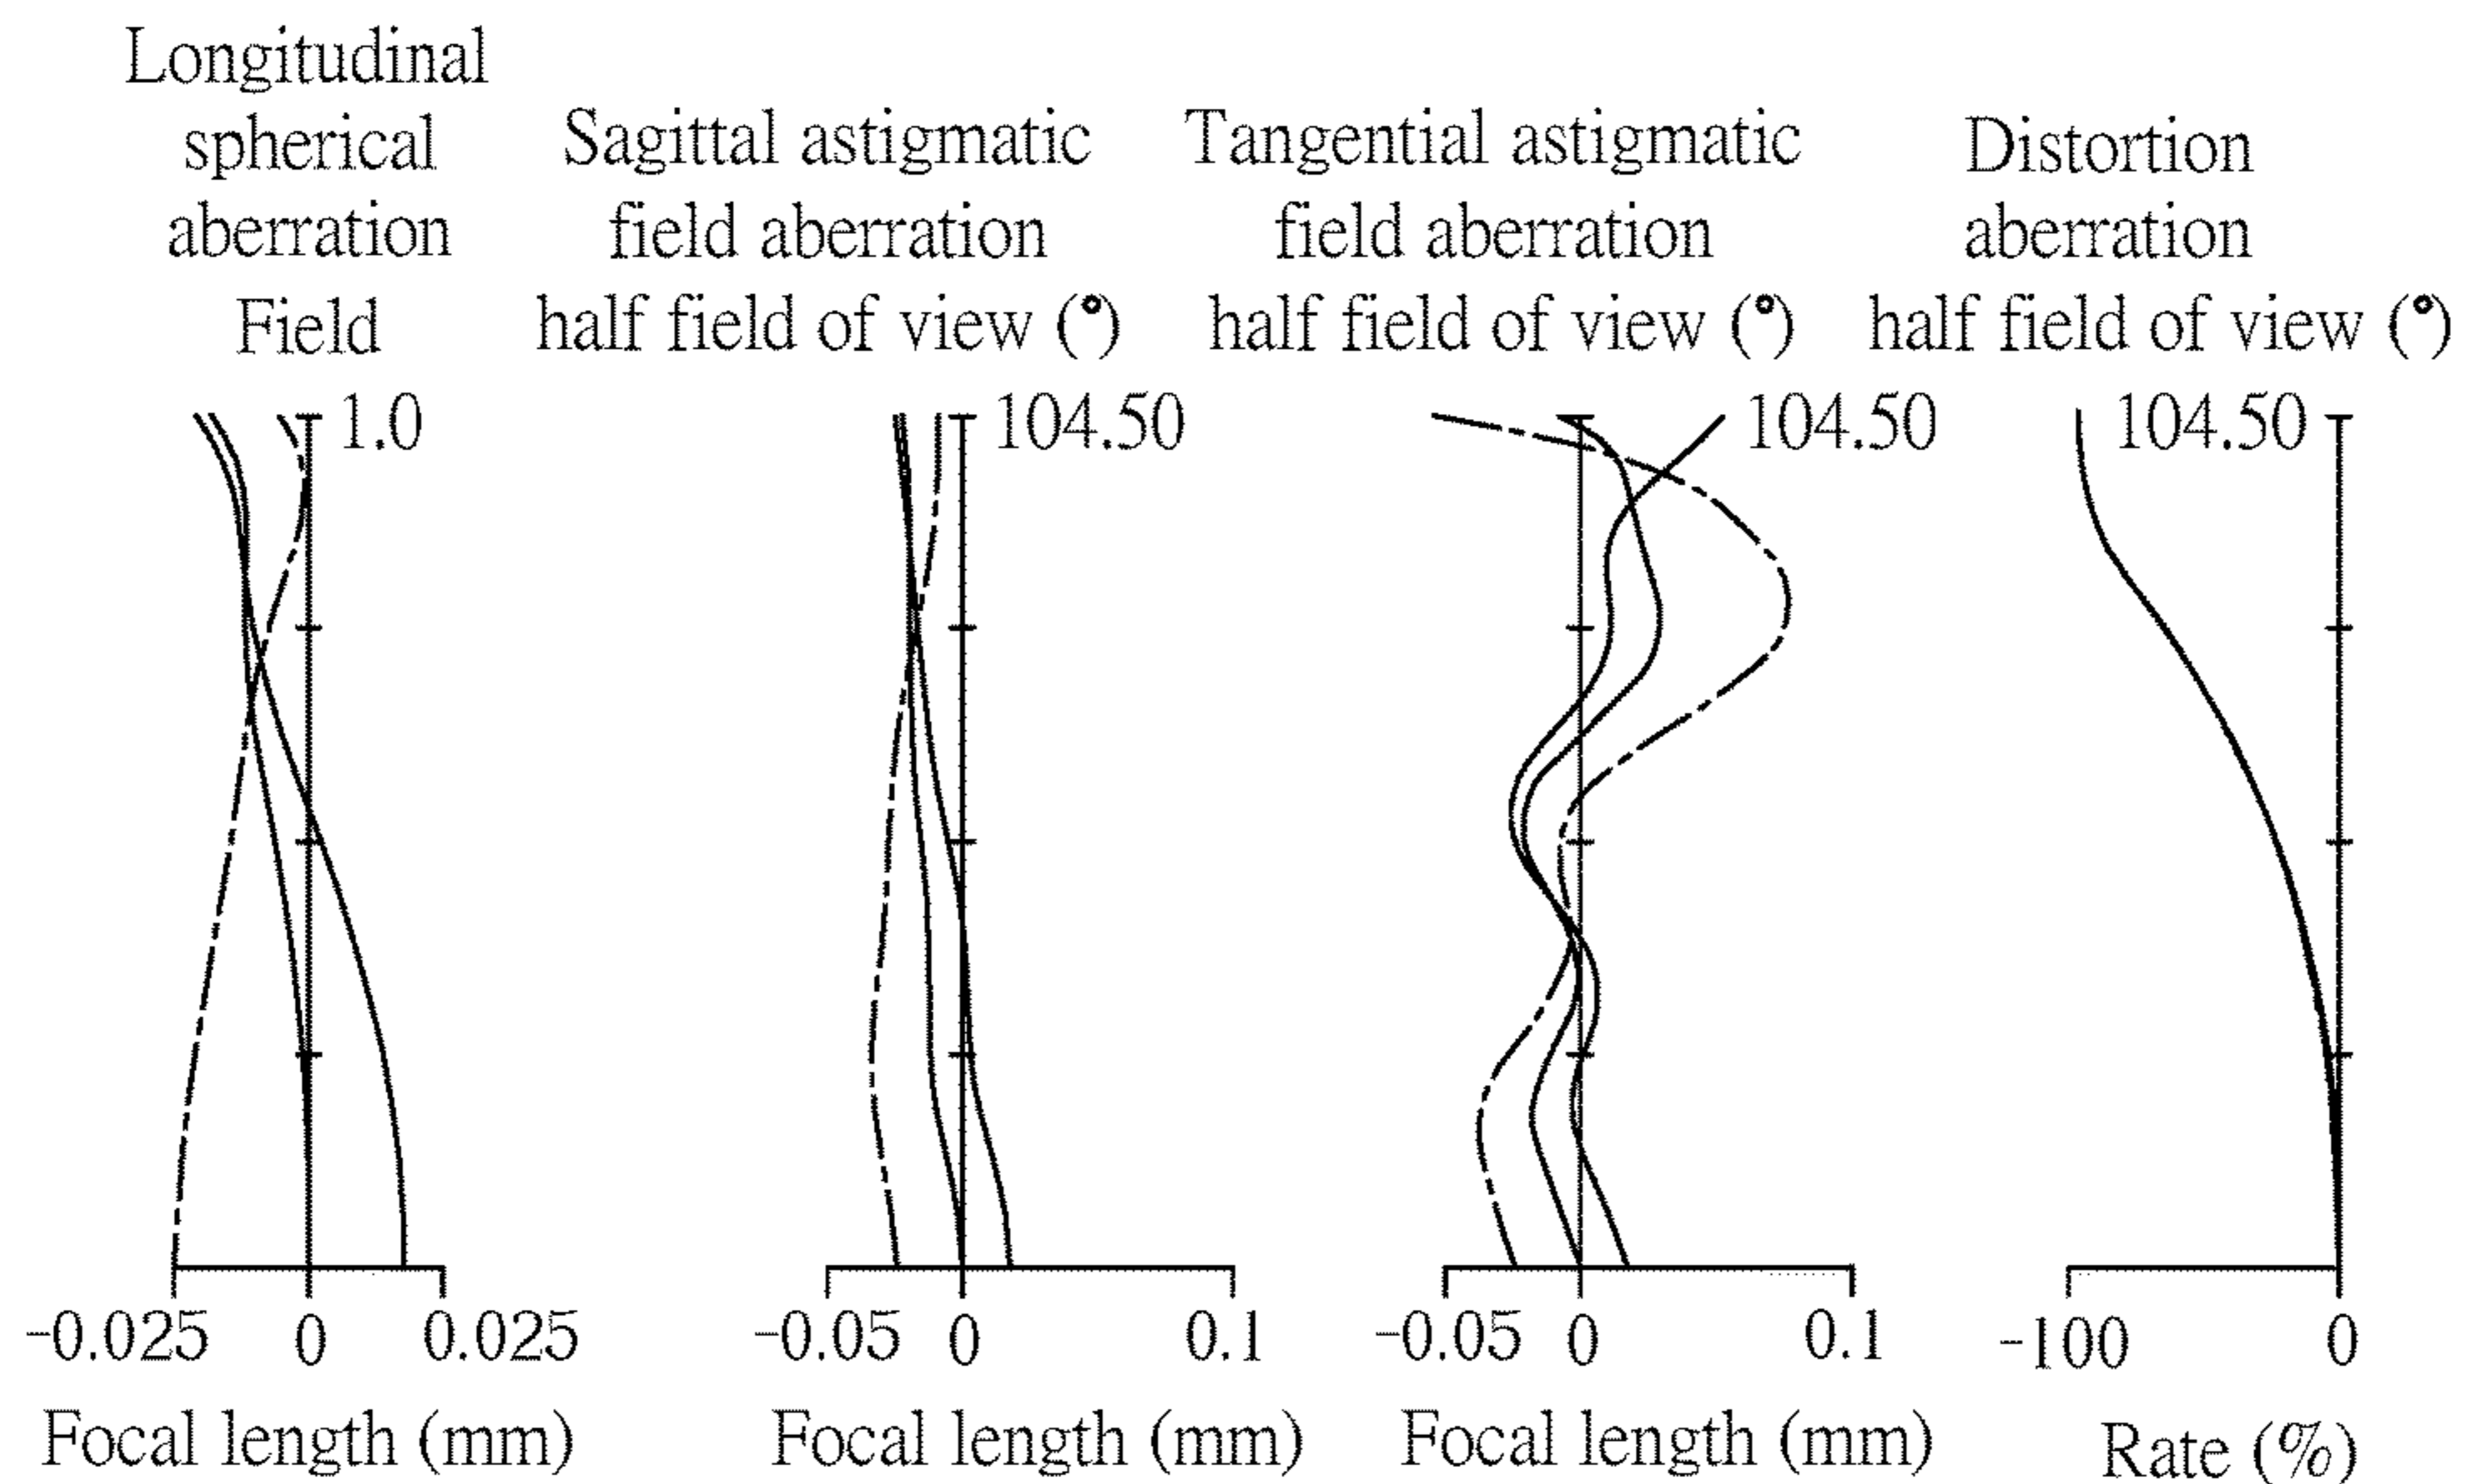 Longitudinal
spherical
aberration
Field
1.0
-0.025 0 0.025
Focal length (mm)
Sagittal astigmatic
field aberration
half field of view (°)
104.50
-0.05 0 0.1
Focal length (mm)
Tangential astigmatic
field aberration
half field of view (°)
104.50
-0.05 0 0.1
Focal length (mm)
Distortion
aberration
half field of view (°)
104.50
-100 0
Rate (%)